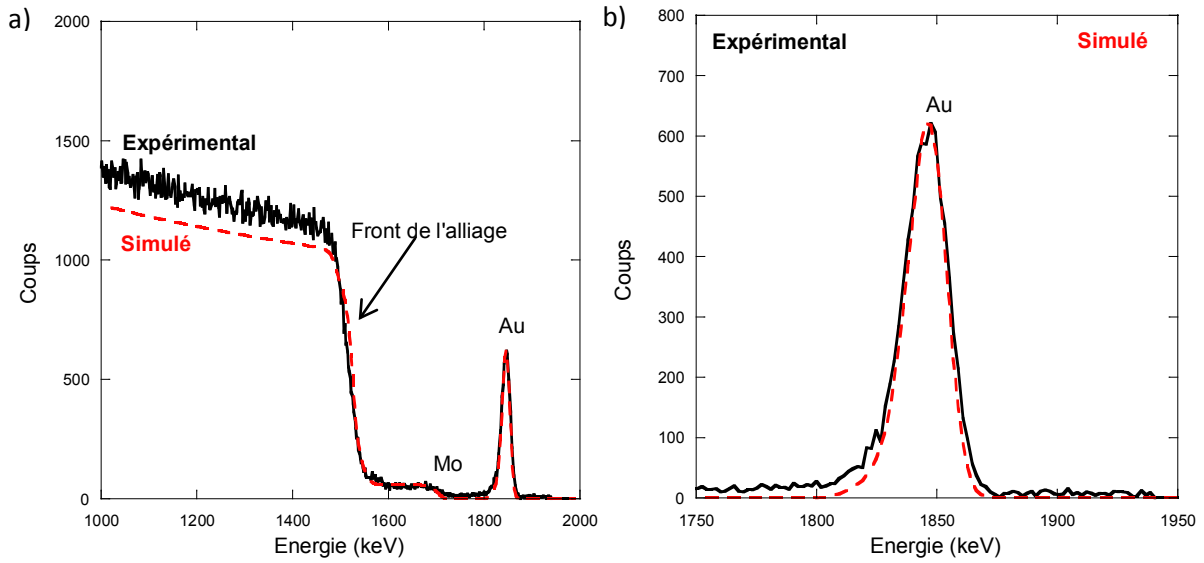 a)
2000
1500
1000
500
0
Coups
Expérimental
Simulé
Front de l'alliage
Mo
Au
1000 1200 1400 1600 1800 2000
Energie (keV)
b)
800
700
600
500
400
300
200
100
0
Coups
Expérimental Simulé
Au
1750 1800 1850 1900 1950
Energie (keV)